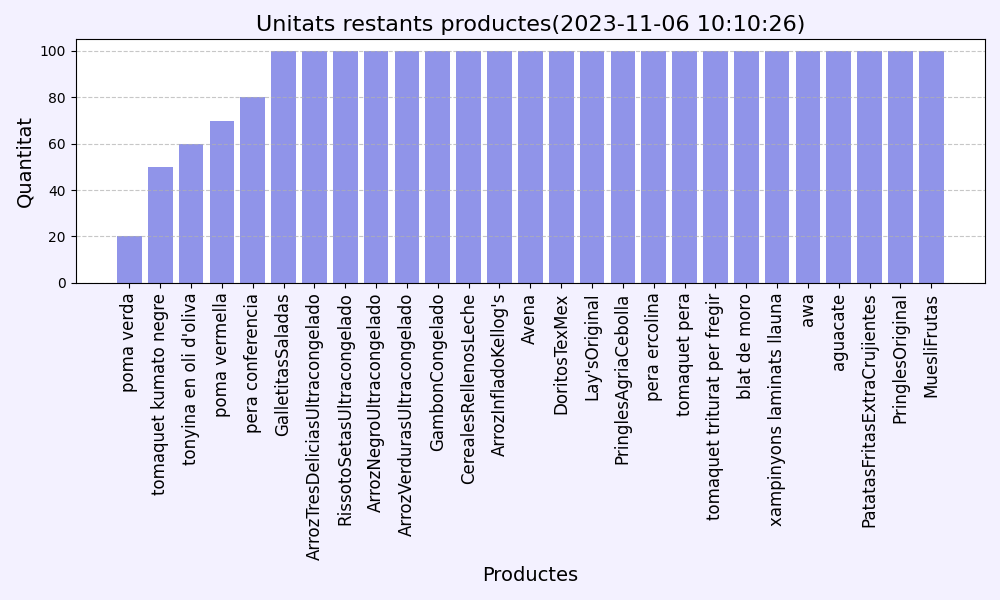 Unitats restants productes(2023-11-06 10:10:26)
Quantitat
100
80
60
40
20
0
poma verda
tomaquet kumato negre
tonyina en oli d'oliva
poma vermella
pera conferencia
GalletitasSaladas
ArrozTresDeliciasUltracongelado
RissotoSetasUltracongelado
ArrozNegroUltracongelado
ArrozVerdurasUltracongelado
GambonCongelado
CerealesRellenosLeche
ArrozInfladoKellog's
Avena
DoritosTexMex
Lay'sOriginal
PringlesAgriaCebolla
pera ercolina
tomaquet pera
tomaquet triturat per fregir
blat de moro
xampinyons laminats llauna
awa
aguacate
PatatasFritasExtraCrujientes
PringlesOriginal
MuesliFrutas
Productes